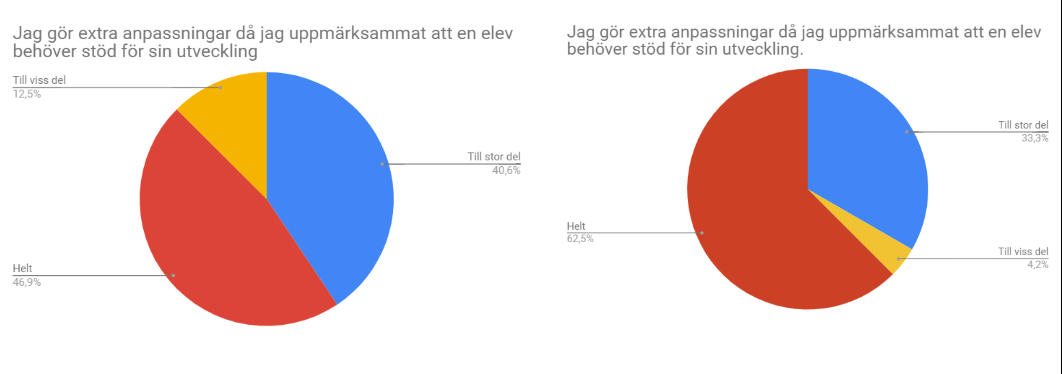 Jag gör extra anpassningar då jag uppmärksammat att en elev
behöver stöd för sin utveckling
Till viss del
12,5%
Till stor del
40,6%
Helt
46,9%
Jag gör extra anpassningar då jag uppmärksammat att en elev
behöver stöd för sin utveckling.
Till stor del
33,3%
Helt
62,5%
Till viss del
4,2%